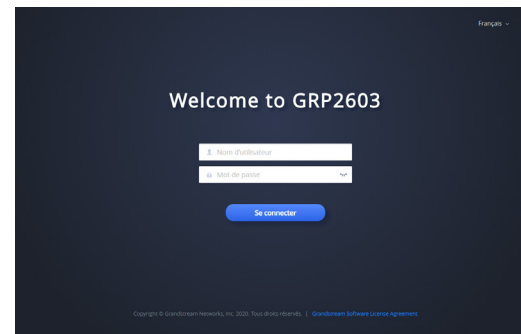 Français
Welcome to GRP2603
Nom d'utilisateur
Mot de passe
Se connecter
Copyright © Grandstream Networks, Inc. 2020. Tous droits réservés. | Grandstream Software License Agreement